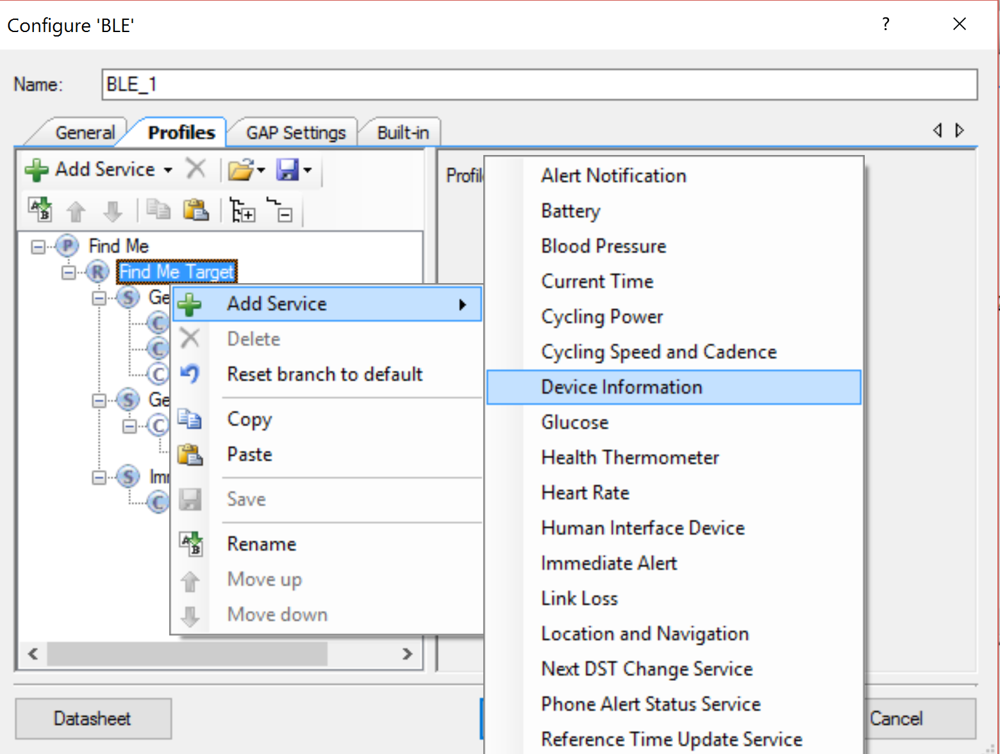 Configure 'BLE'
?
Name:
BLE_1
General
Profiles
GAP Settings
Built-in
Add Service
Find Me
P
R
Find Me Target
S
Ge
C
C
C
S
Ge
C
S
Imm
C
Add Service
Delete
Reset branch to default
Copy
Paste
Save
Rename
Move up
Move down
Profile
Alert Notification
Battery
Blood Pressure
Current Time
Cycling Power
Cycling Speed and Cadence
Device Information
Glucose
Health Thermometer
Heart Rate
Human Interface Device
Immediate Alert
Link Loss
Location and Navigation
Next DST Change Service
Phone Alert Status Service
Reference Time Update Service
Datasheet
Cancel